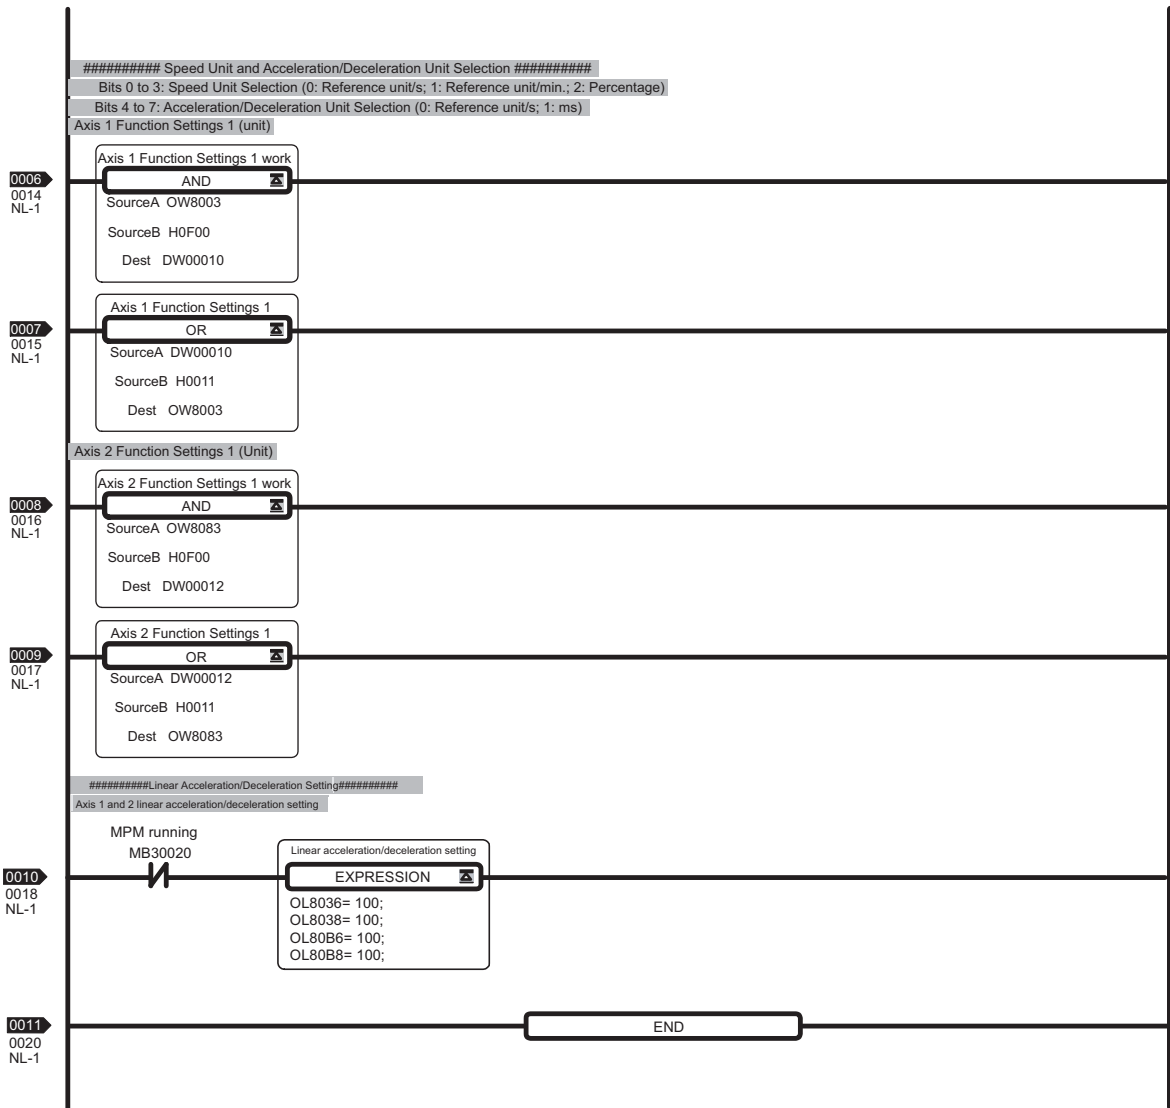 ########## Speed Unit and Acceleration/Deceleration Unit Selection ##########
Bits 0 to 3: Speed Unit Selection (0: Reference unit/s; 1: Reference unit/min.; 2: Percentage)
Bits 4 to 7: Acceleration/Deceleration Unit Selection (0: Reference unit/s; 1: ms)
Axis 1 Function Settings 1 (unit)
Axis 1 Function Settings 1 work
0006
AND
0014
NL-1
SourceA OW8003
SourceB H0F00
Dest DW00010
Axis 1 Function Settings 1
0007
OR
0015
NL-1
SourceA DW00010
SourceB H0011
Dest OW8003
Axis 2 Function Settings 1 (Unit)
Axis 2 Function Settings 1 work
0008
AND
0016
NL-1
SourceA OW8083
SourceB H0F00
Dest DW00012
Axis 2 Function Settings 1
0009
OR
0017
NL-1
SourceA DW00012
SourceB H0011
Dest OW8083
##########Linear Acceleration/Deceleration Setting##########
Axis 1 and 2 linear acceleration/deceleration setting
MPM running
MB30020
Linear acceleration/deceleration setting
0010
EXPRESSION
0018
NL-1
OL8036= 100;
OL8038= 100;
OL80B6= 100;
OL80B8= 100;
0011
END
0020
NL-1